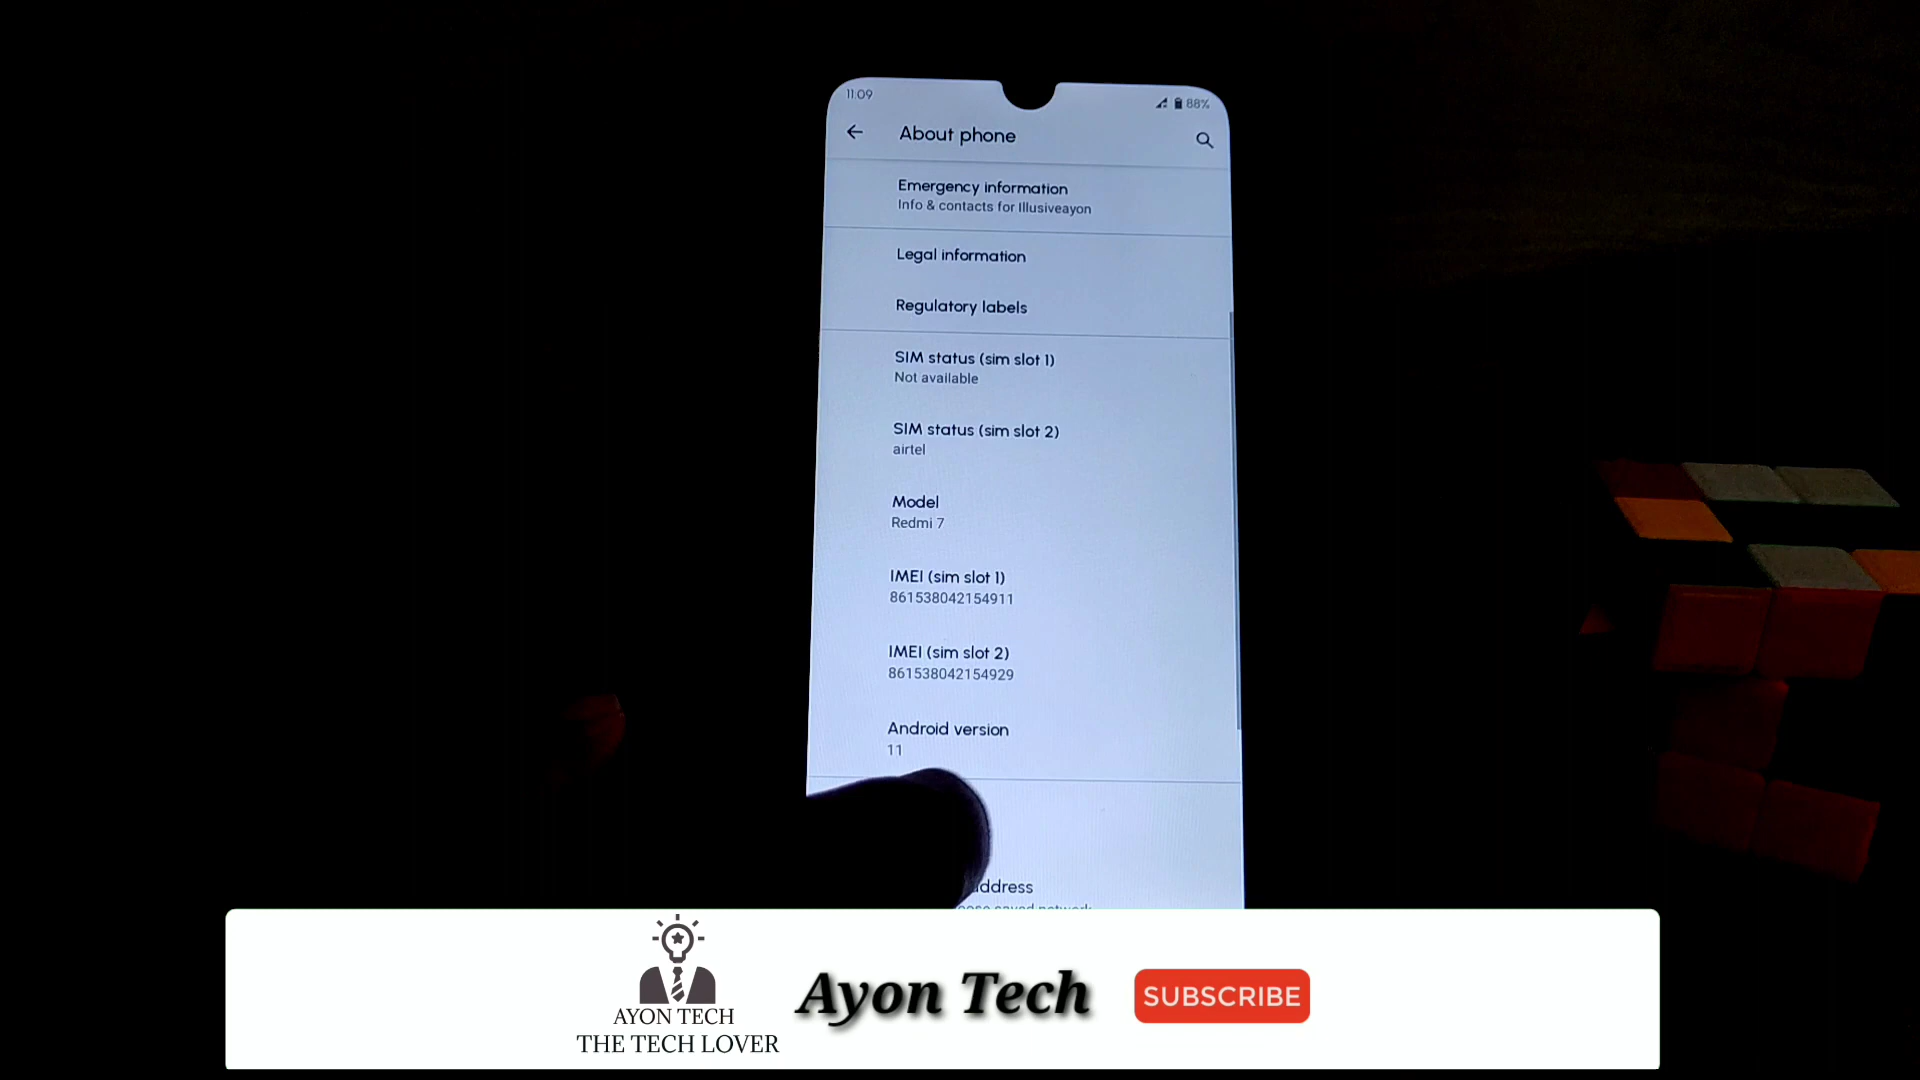 11:09
88%
About phone
Emergency information
Info & contacts for Illusiveayon
Legal information
Regulatory labels
SIM status (sim slot 1)
Not available
SIM status (sim slot 2)
airtel
Model
Redmi 7
IMEI (sim slot 1)
861538042154911
IMEI (sim slot 2)
861538042154929
Android version
11
saved network
AYON TECH
THE TECH LOVER
Ayon Tech
SUBSCRIBE